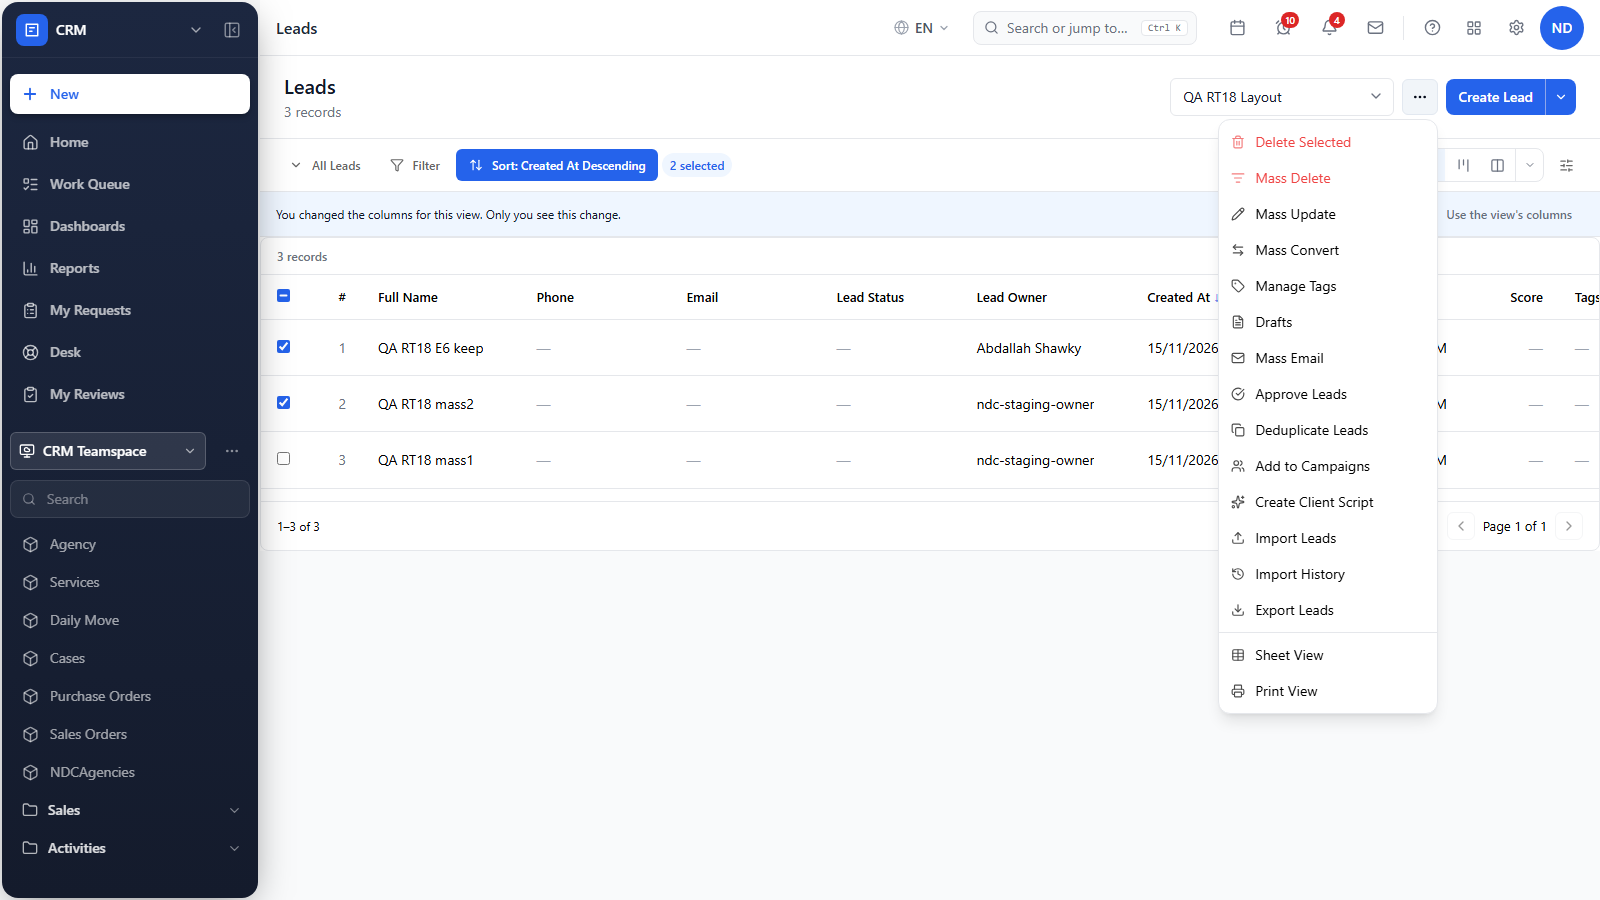 CRM
Leads
EN
Search or jump to...
Ctrl K
10
4
ND
New
Home
Work Queue
Dashboards
Reports
My Requests
Desk
My Reviews
CRM Teamspace
Search
Agency
Services
Daily Move
Cases
Purchase Orders
Sales Orders
NDCAgencies
Sales
Activities
Leads
3 records
QA RT18 Layout
Create Lead
All Leads
Filter
Sort: Created At Descending
2 selected
You changed the columns for this view. Only you see this change.
Use the view's columns
3 records
# Full Name Phone Email Lead Status Lead Owner Created At ↓ Score Tags
1 QA RT18 E6 keep — — — Abdallah Shawky 15/11/2026 M — —
2 QA RT18 mass2 — — — ndc-staging-owner 15/11/2026 M — —
3 QA RT18 mass1 — — — ndc-staging-owner 15/11/2026 M — —
1–3 of 3
Page 1 of 1
Delete Selected
Mass Delete
Mass Update
Mass Convert
Manage Tags
Drafts
Mass Email
Approve Leads
Deduplicate Leads
Add to Campaigns
Create Client Script
Import Leads
Import History
Export Leads
Sheet View
Print View